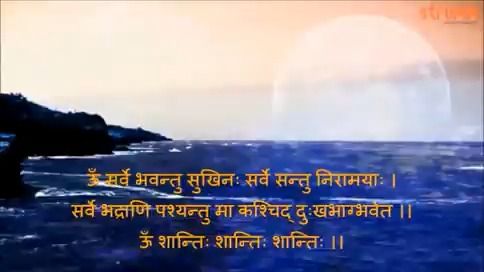 ॐ सर्वे भवन्तु सुखिनः सर्वे सन्तु निरामयाः ।
सर्वे भद्राणि पश्यन्तु मा कश्चिद् दुःखभाग्भवेत ।।
ॐ शान्तिः शान्तिः शान्तिः ।।